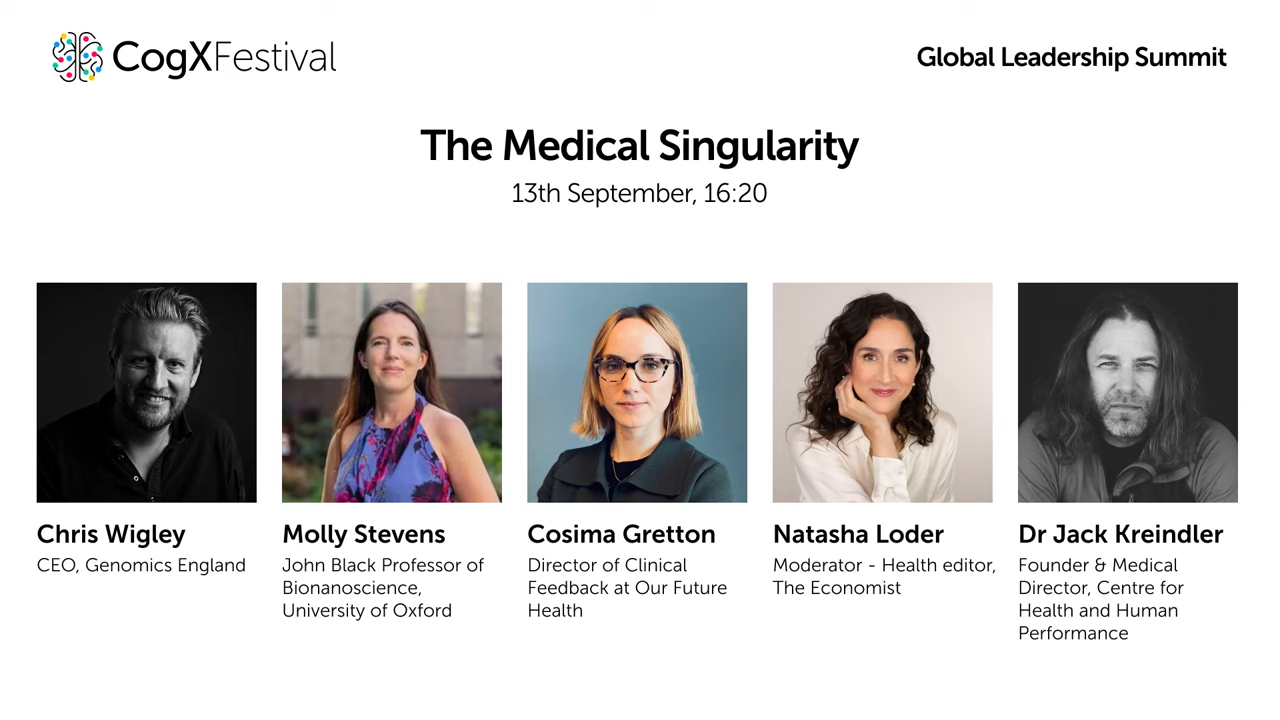 CogXFestival
Global Leadership Summit
The Medical Singularity
13th September, 16:20
Chris Wigley
CEO, Genomics England
Molly Stevens
John Black Professor of
Bionanoscience,
University of Oxford
Cosima Gretton
Director of Clinical
Feedback at Our Future
Health
Natasha Loder
Moderator - Health editor,
The Economist
Dr Jack Kreindler
Founder & Medical
Director, Centre for
Health and Human
Performance